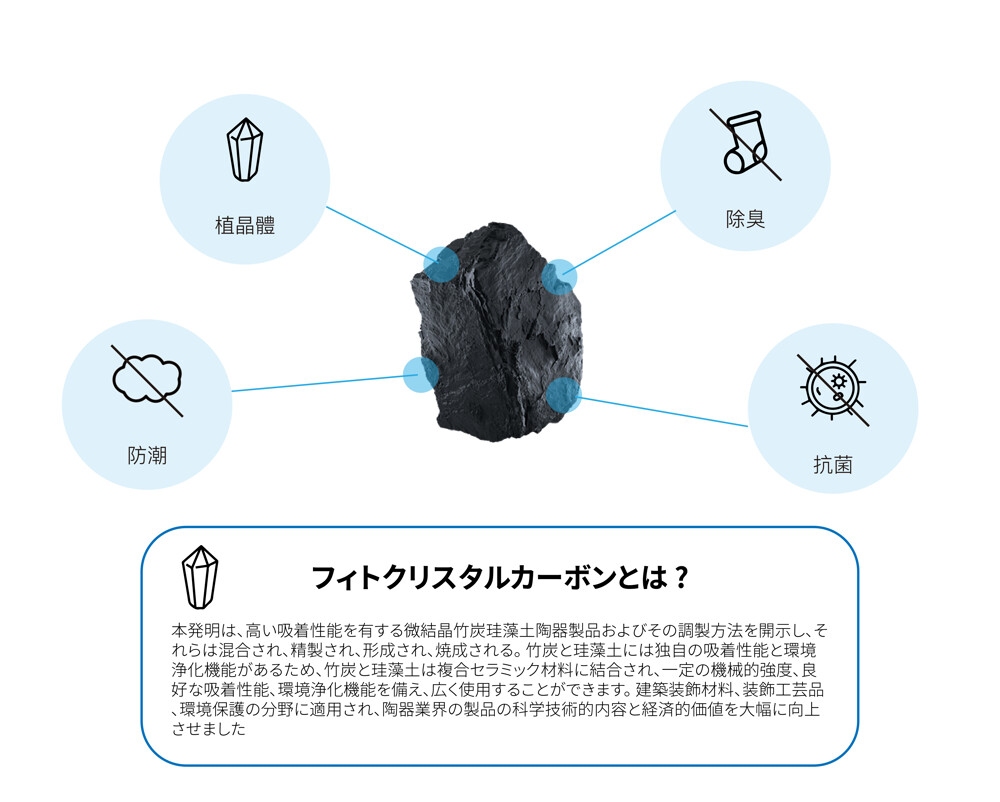 植晶體
除臭
防潮
抗菌
フィトクリスタルカーボンとは？
本発明は、高い吸着性能を有する微結晶竹炭珪藻土陶器製品およびその調製方法を開示し、そ
れらは混合され、精製され、形成され、焼成される。竹炭と珪藻土には独自の吸着性能と環境
浄化機能があるため、竹炭と珪藻土は複合セラミック材料に結合され、一定の機械的強度、良
好な吸着性能、環境浄化機能を備え、広く使用することができます。建築装飾材料、装飾工芸品
、環境保護の分野に適用され、陶器業界の製品の科学技術的内容と経済的価値を大幅に向上
させました